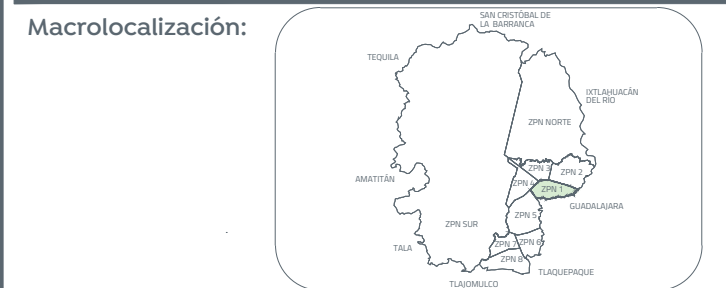 Macrolocalización:
SAN CRISTÓBAL DE
LA BARRANCA
TEQUILA
IXTLAHUACÁN
DEL RÍO
ZPN NORTE
ZPN 3
ZPN 2
AMATITÁN
ZPN 4
ZPN 1
GUADALAJARA
ZPN 5
ZPN SUR
TALA
ZPN 7
ZPN 6
ZPN 8
TLAQUEPAQUE
TLAJOMULCO